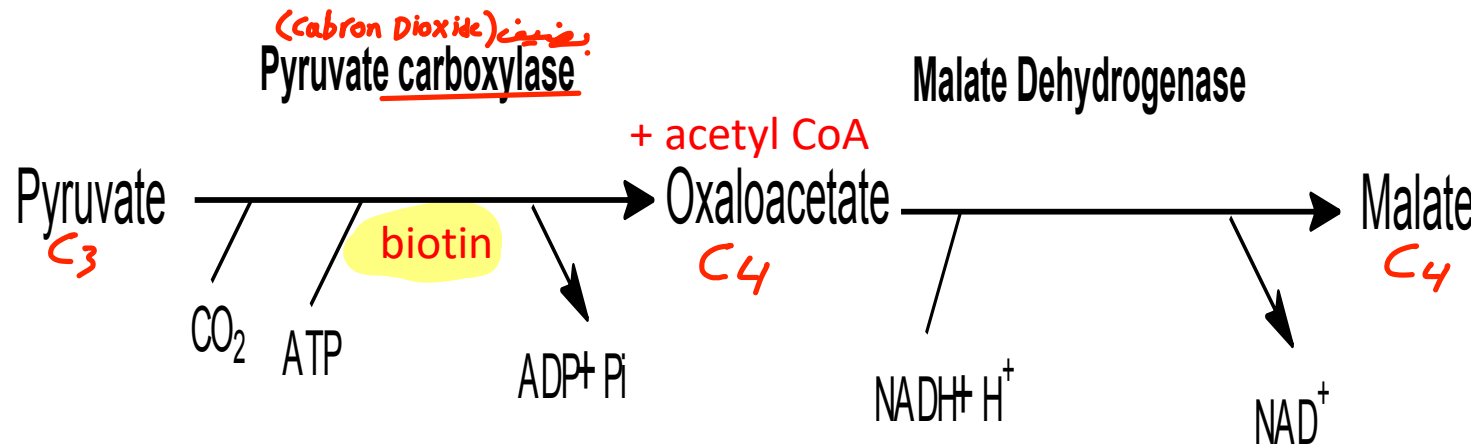 (Cabron Dioxide)
Pyruvate carboxylase
Malate Dehydrogenase
+ acetyl CoA
Pyruvate
Oxaloacetate
Malate
biotin
C3
C4
C4
CO₂
ATP
ADP+ Pi
NADH+ H⁺
NAD⁺